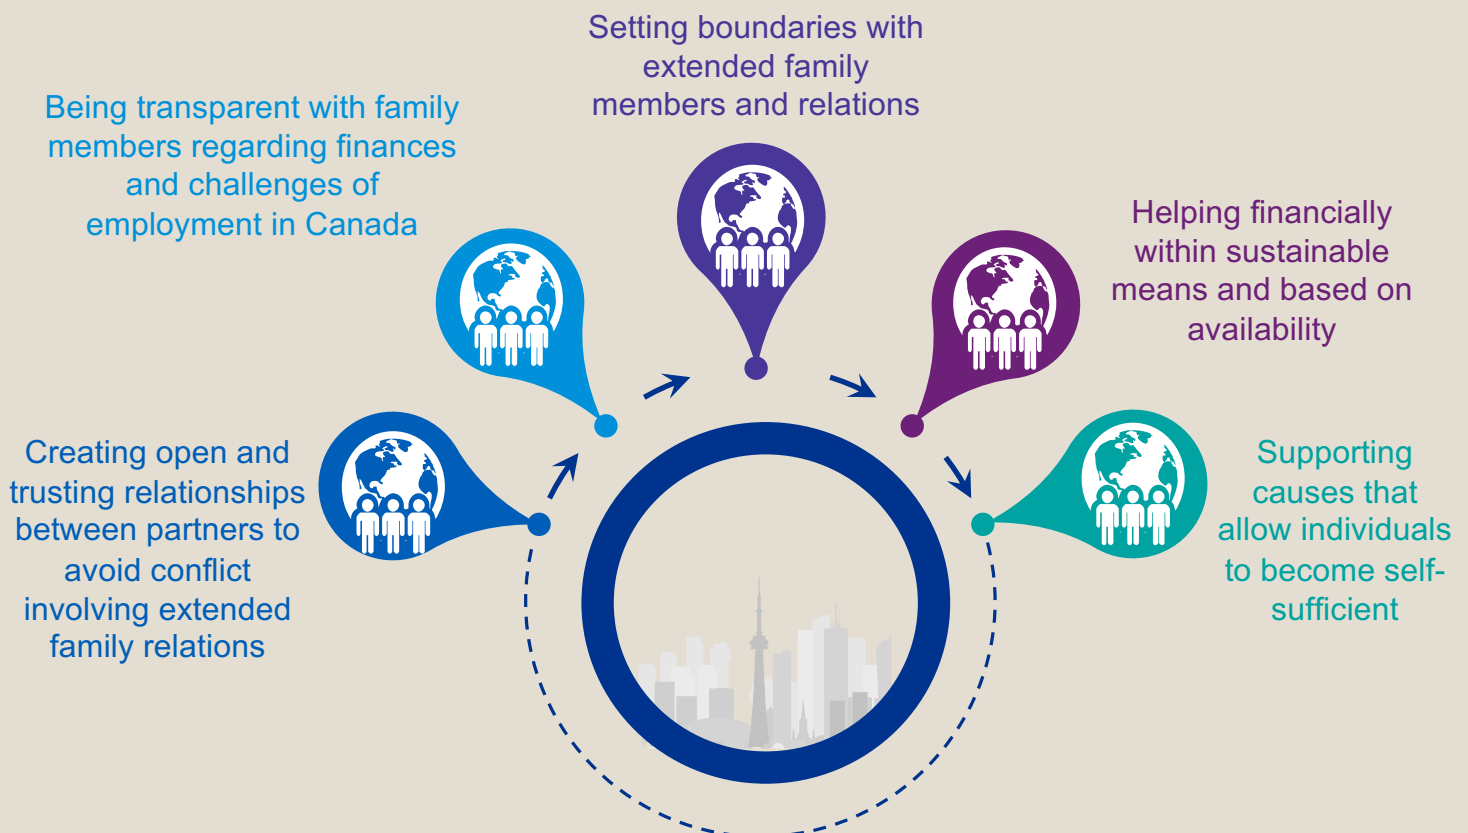 Creating open and
trusting relationships
between partners to
avoid conflict
involving extended
family relations
Being transparent with family
members regarding finances
and challenges of
employment in Canada
Setting boundaries with
extended family
members and relations
Helping financially
within sustainable
means and based on
availability
Supporting
causes that
allow individuals
to become self-
sufficient